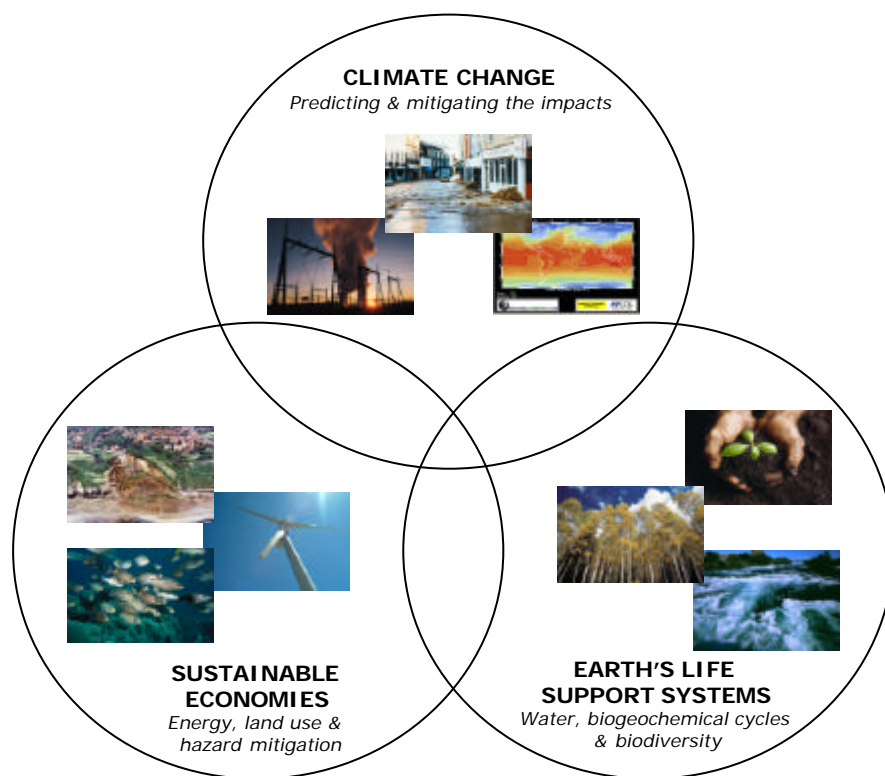 CLIMATE CHANGE
Predicting & mitigating the impacts
SUSTAINABLE
ECONOMIES
Energy, land use &
hazard mitigation
EARTH'S LIFE
SUPPORT SYSTEMS
Water, biogeochemical cycles
& biodiversity